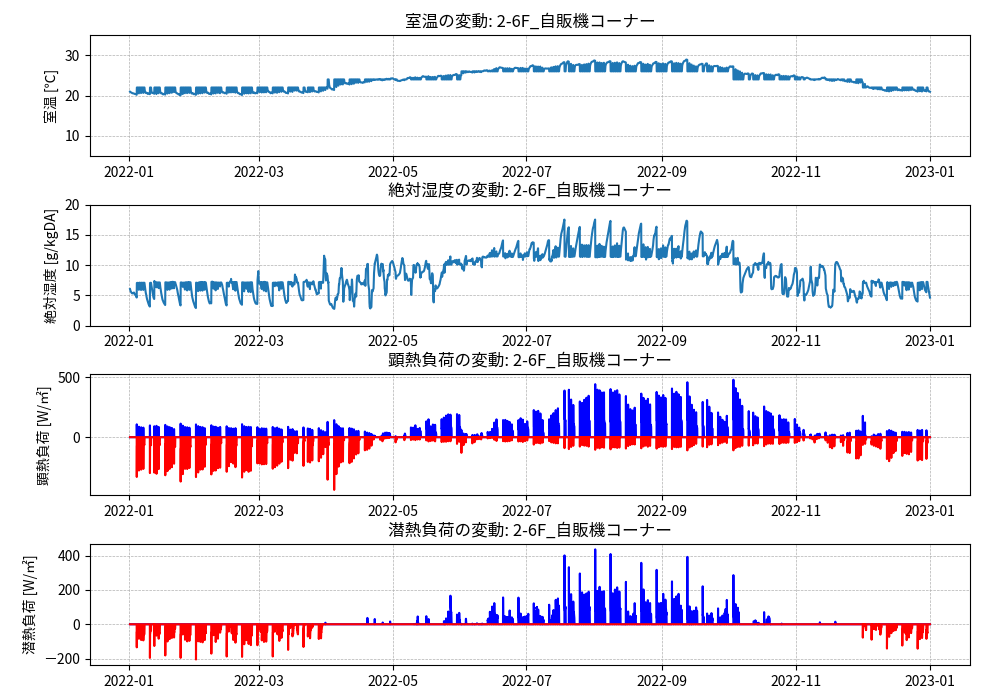 室温の変動: 2-6F_自販機コーナー
室温 [℃]
30
20
10
2022-01 2022-03 2022-05 2022-07 2022-09 2022-11 2023-01
絶対湿度の変動: 2-6F_自販機コーナー
絶対湿度 [g/kgDA]
20
15
10
5
0
2022-01 2022-03 2022-05 2022-07 2022-09 2022-11 2023-01
顕熱負荷の変動: 2-6F_自販機コーナー
顕熱負荷 [W/㎡]
500
0
2022-01 2022-03 2022-05 2022-07 2022-09 2022-11 2023-01
潜熱負荷の変動: 2-6F_自販機コーナー
潜熱負荷 [W/㎡]
400
200
0
−200
2022-01 2022-03 2022-05 2022-07 2022-09 2022-11 2023-01